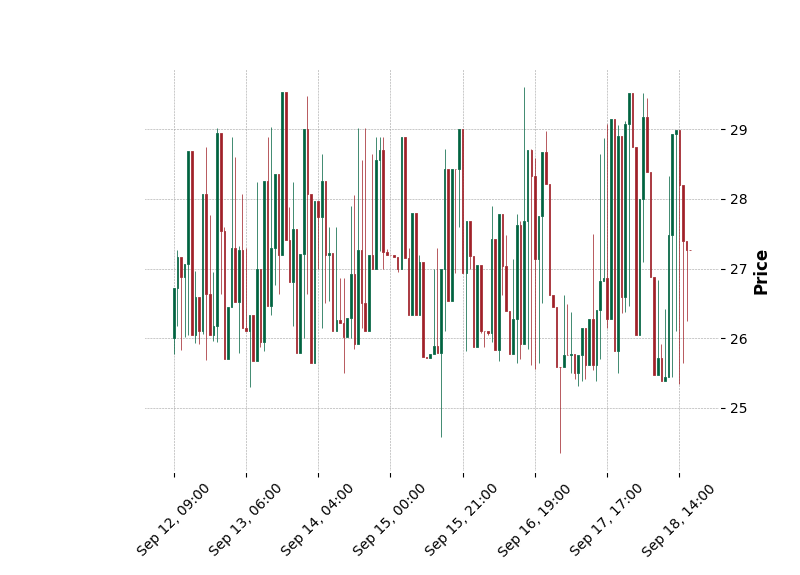 29
28
27
26
25
Price
Sep 12, 09:00
Sep 13, 06:00
Sep 14, 04:00
Sep 15, 00:00
Sep 15, 21:00
Sep 16, 19:00
Sep 17, 17:00
Sep 18, 14:00